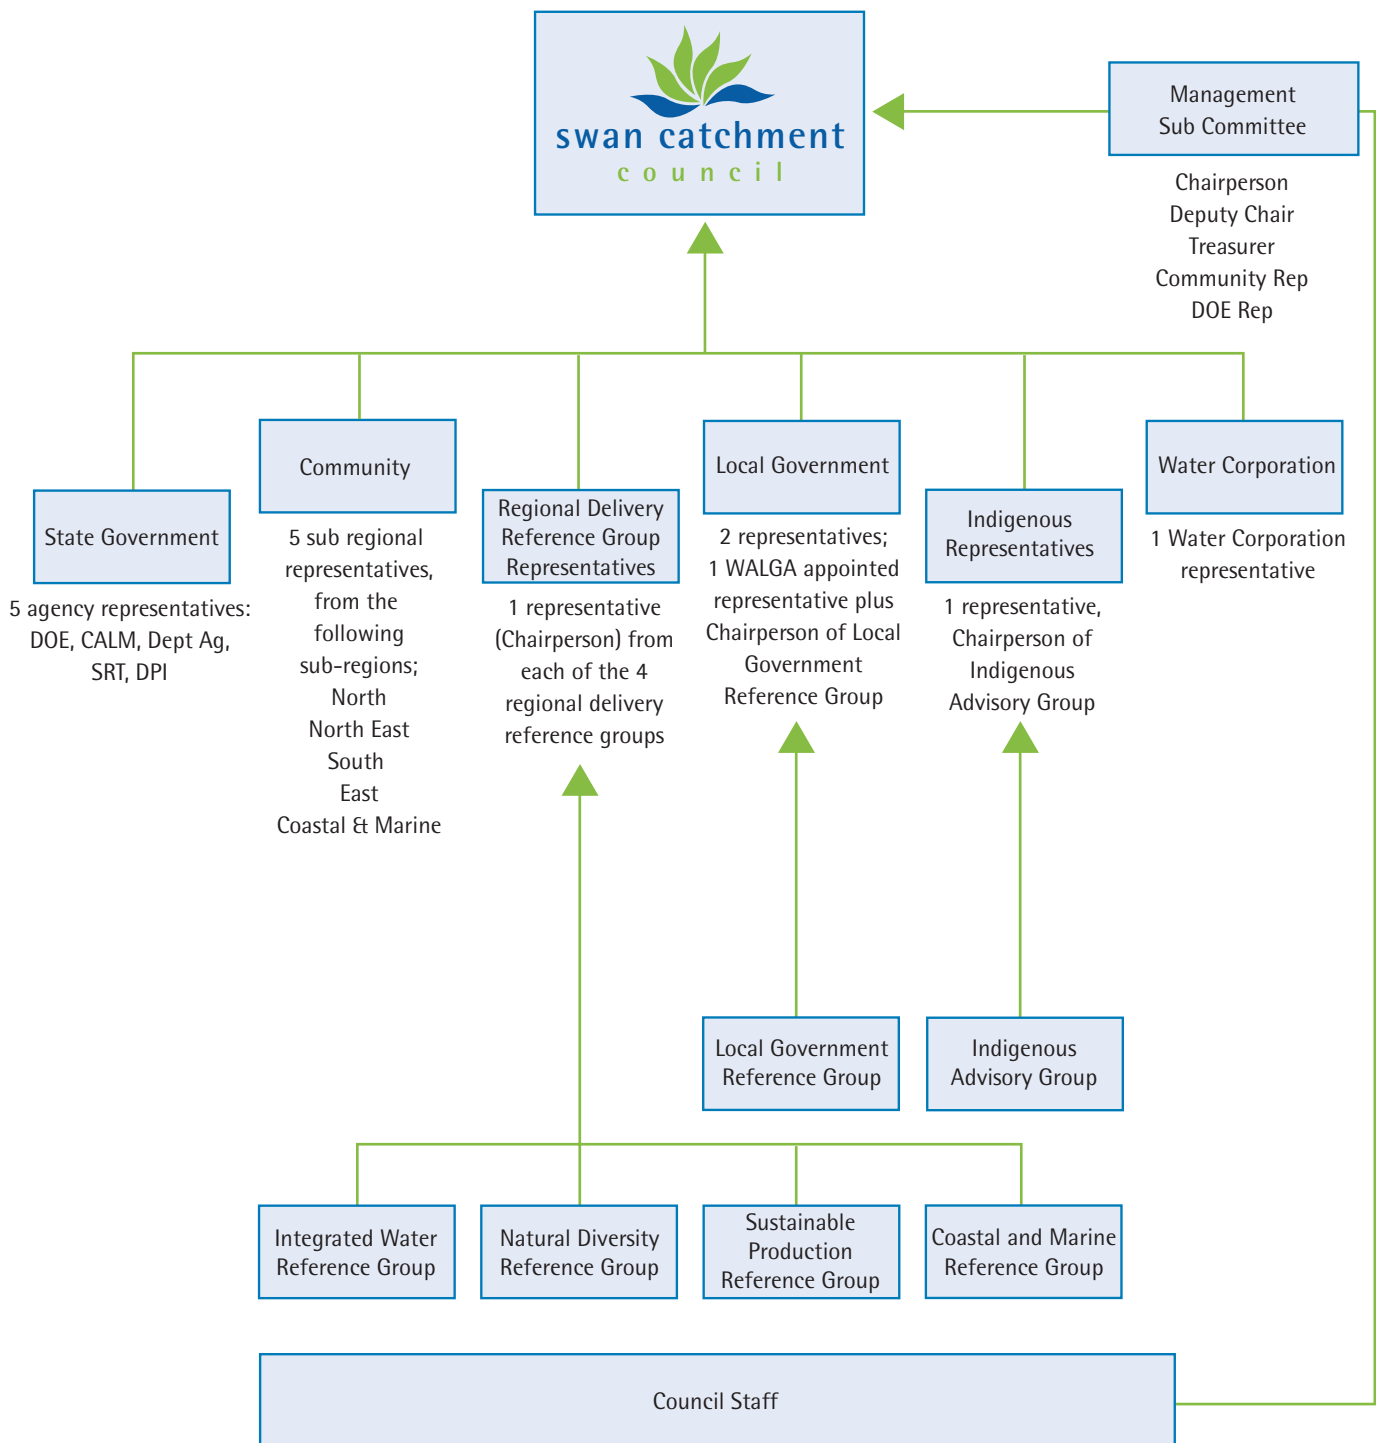 swan catchment
council
Management
Sub Committee
Chairperson
Deputy Chair
Treasurer
Community Rep
DOE Rep
State Government
5 agency representatives:
DOE, CALM, Dept Ag,
SRT, DPI
Community
5 sub regional
representatives,
from the
following
sub-regions;
North
North East
South
East
Coastal & Marine
Regional Delivery
Reference Group
Representatives
1 representative
(Chairperson) from
each of the 4
regional delivery
reference groups
Local Government
2 representatives;
1 WALGA appointed
representative plus
Chairperson of Local
Government
Reference Group
Indigenous
Representatives
1 representative,
Chairperson of
Indigenous
Advisory Group
Water Corporation
1 Water Corporation
representative
Local Government
Reference Group
Indigenous
Advisory Group
Integrated Water
Reference Group
Natural Diversity
Reference Group
Sustainable
Production
Reference Group
Coastal and Marine
Reference Group
Council Staff